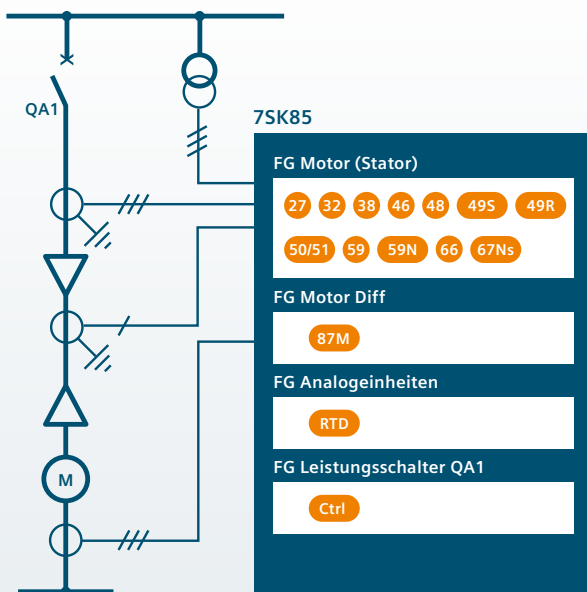 QA1
7SK85
FG Motor (Stator)
27 32 38 46 48 49S 49R
50/51 59 59N 66 67Ns
FG Motor Diff
87M
FG Analogeinheiten
RTD
FG Leistungsschalter QA1
Ctrl
M